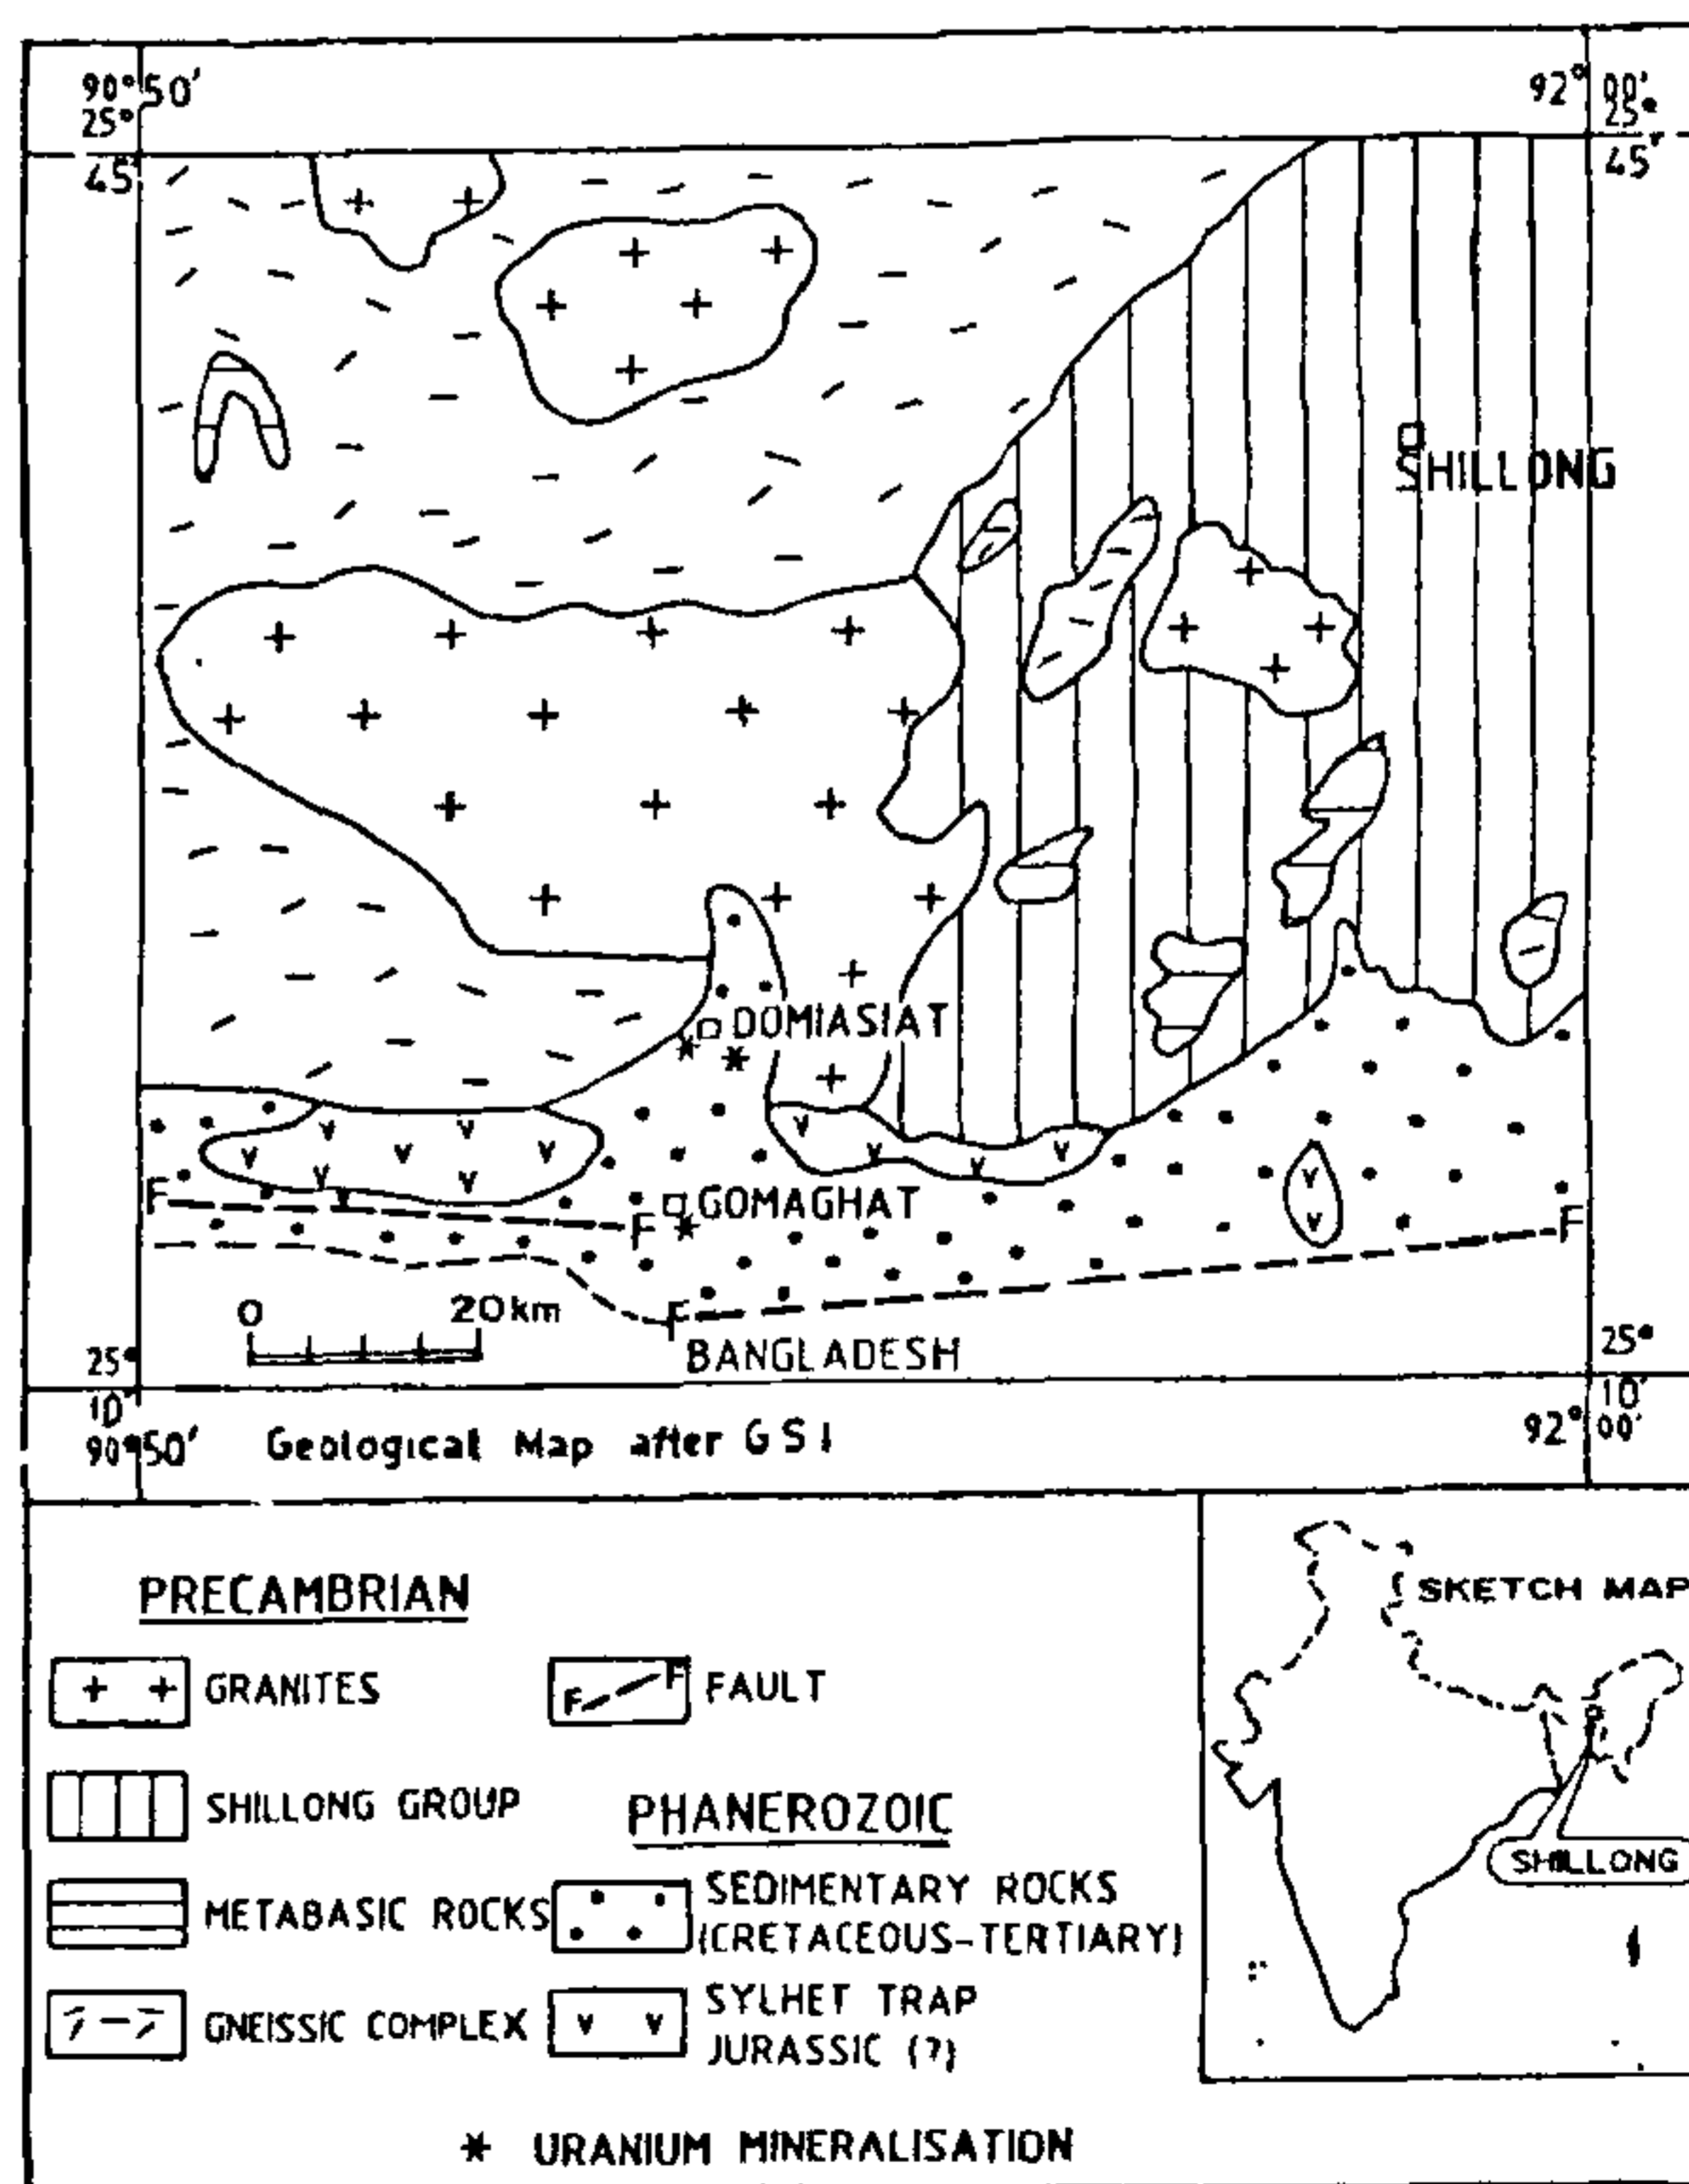 90° 50'
25°
45'
92° 00'
25°
45'
SHILLONG
DOMIASIAT
F
F
GOMAGHAT
F
F
0 20km
BANGLADESH
25°
10'
90° 50'
25°
10'
92° 00'
Geological Map after GSI
PRECAMBRIAN
GRANITES
F F FAULT
SHILLONG GROUP
PHANEROZOIC
METABASIC ROCKS
SEDIMENTARY ROCKS
(CRETACEOUS-TERTIARY)
GNEISSIC COMPLEX
SYLHET TRAP
JURASSIC (?)
* URANIUM MINERALISATION
SKETCH MAP
SHILLONG